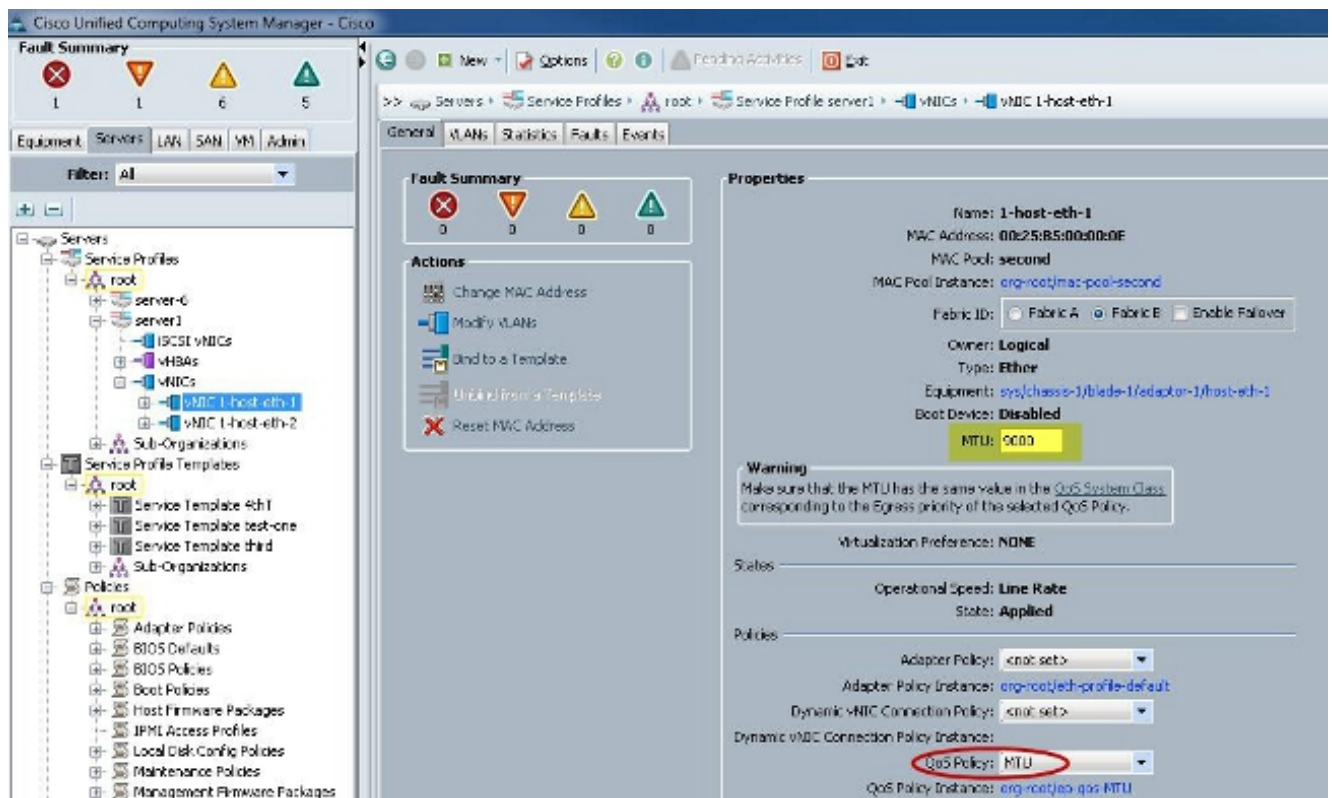 Cisco Unified Computing System Manager - Cisco
Fault Summary
1 1 6 5
Equipment Servers LAN SAN VM Admin
Filter: All
Servers
Service Profiles
root
server-6
server1
iSCSI vNICs
vHBAs
vNICs
vNIC 1-host-eth-1
vNIC 1-host-eth-2
Sub-Organizations
Service Profile Templates
root
Service Template 4thT
Service Template test-one
Service Template third
Sub-Organizations
Policies
root
Adapter Policies
BIOS Defaults
BIOS Policies
Boot Policies
Host Firmware Packages
IPMI Access Profiles
Local Disk Config Policies
Maintenance Policies
Management Firmware Packages
New Options Pending Activities Exit
>> Servers Service Profiles root Service Profile server1 vNICs vNIC 1-host-eth-1
General VLANs Statistics Faults Events
Fault Summary
0 0 0 0
Actions
Change MAC Address
Modify VLANs
Bind to a Template
Unbind from a Template
Reset MAC Address
Properties
Name: 1-host-eth-1
MAC Address: 00:25:B5:00:00:0E
MAC Pool: second
MAC Pool Instance: org-root/mac-pool-second
Fabric ID: Fabric A Fabric B Enable Failover
Owner: Logical
Type: Ether
Equipment: sys/chassis-1/blade-1/adaptor-1/host-eth-1
Boot Device: Disabled
MTU: 9000
Warning
Make sure that the MTU has the same value in the QoS System Class
corresponding to the Egress priority of the selected QoS Policy.
Virtualization Preference: NONE
States
Operational Speed: Line Rate
State: Applied
Policies
Adapter Policy: <not set>
Adapter Policy Instance: org-root/eth-profile-default
Dynamic vNIC Connection Policy: <not set>
Dynamic vNIC Connection Policy Instance:
QoS Policy: MTU
QoS Policy Instance: org-root/ep-qos-MTU